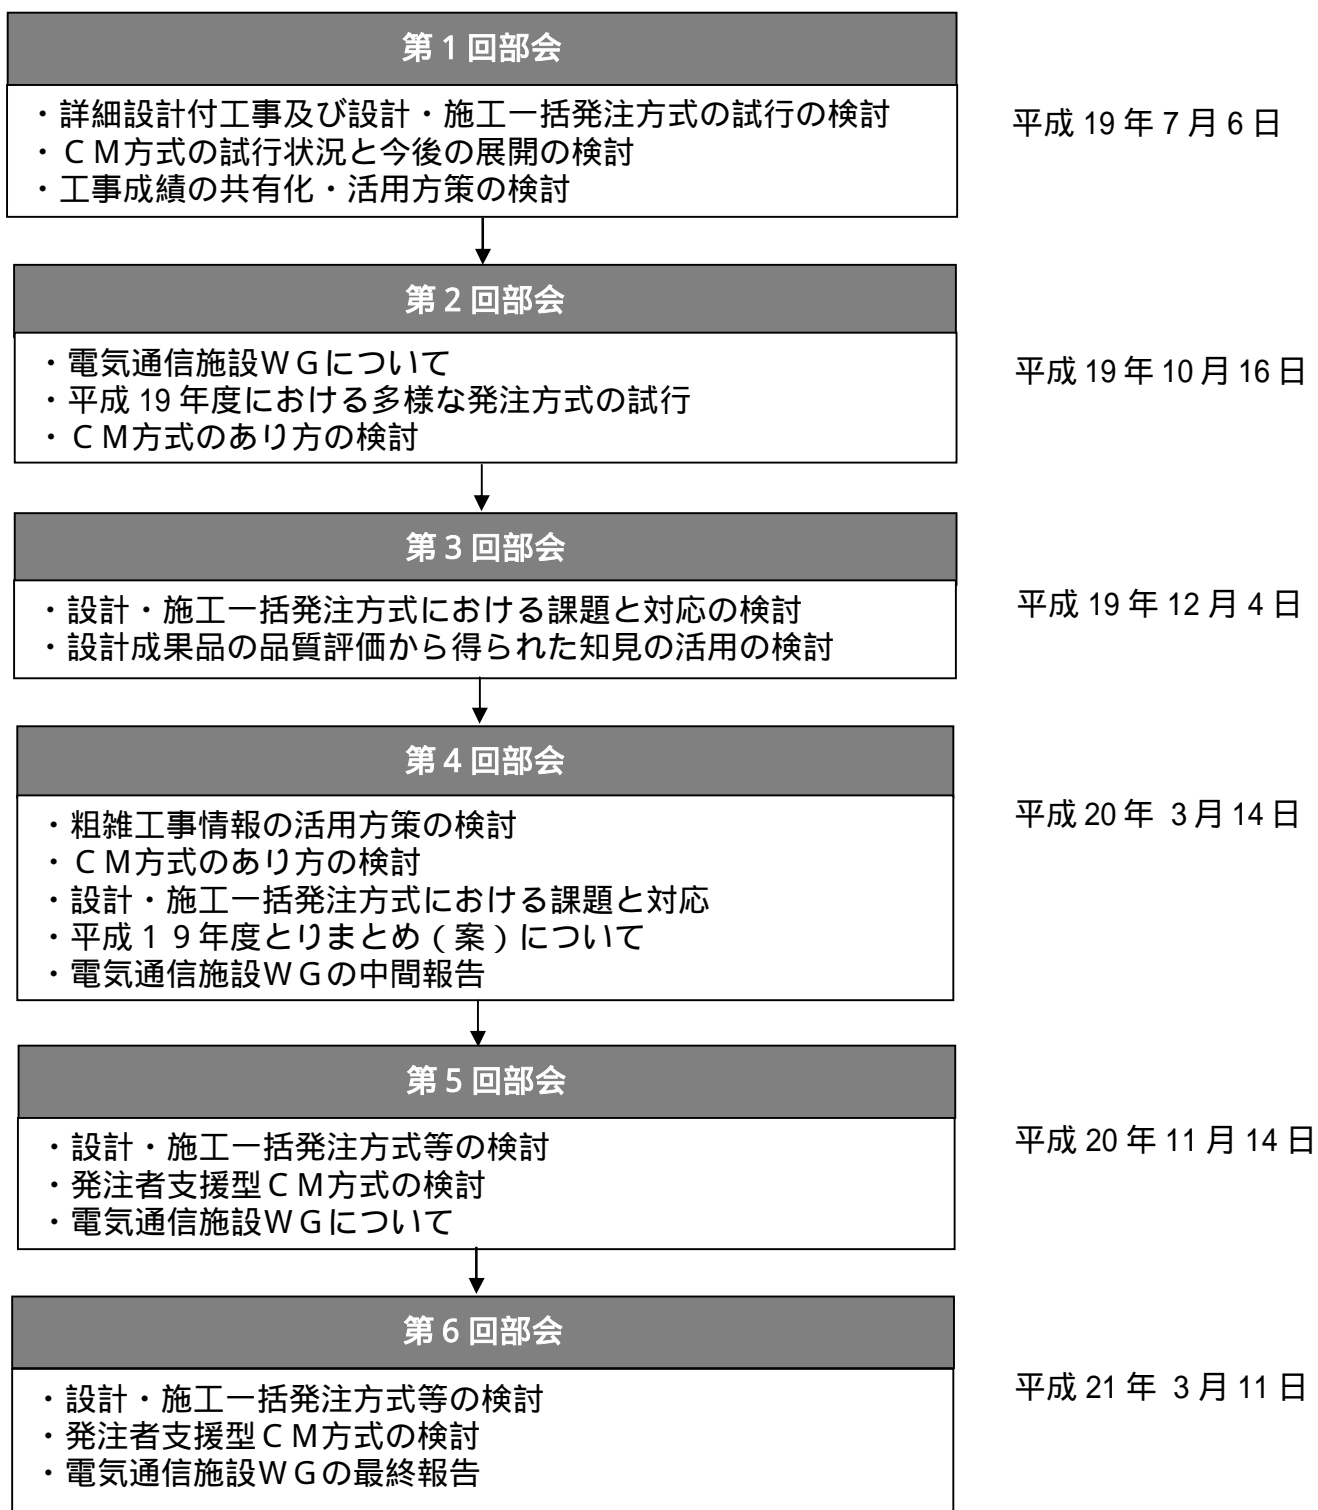 第１回部会
・詳細設計付工事及び設計・施工一括発注方式の試行の検討
・ＣＭ方式の試行状況と今後の展開の検討
・工事成績の共有化・活用方策の検討
平成 19 年 7 月 6 日
第２回部会
・電気通信施設ＷＧについて
・平成 19 年度における多様な発注方式の試行
・ＣＭ方式のあり方の検討
平成 19 年 10 月 16 日
第３回部会
・設計・施工一括発注方式における課題と対応の検討
・設計成果品の品質評価から得られた知見の活用の検討
平成 19 年 12 月 4 日
第４回部会
・粗雑工事情報の活用方策の検討
・ＣＭ方式のあり方の検討
・設計・施工一括発注方式における課題と対応
・平成１９年度とりまとめ（案）について
・電気通信施設ＷＧの中間報告
平成 20 年 3 月 14 日
第５回部会
・設計・施工一括発注方式等の検討
・発注者支援型ＣＭ方式の検討
・電気通信施設ＷＧについて
平成 20 年 11 月 14 日
第６回部会
・設計・施工一括発注方式等の検討
・発注者支援型ＣＭ方式の検討
・電気通信施設ＷＧの最終報告
平成 21 年 3 月 11 日